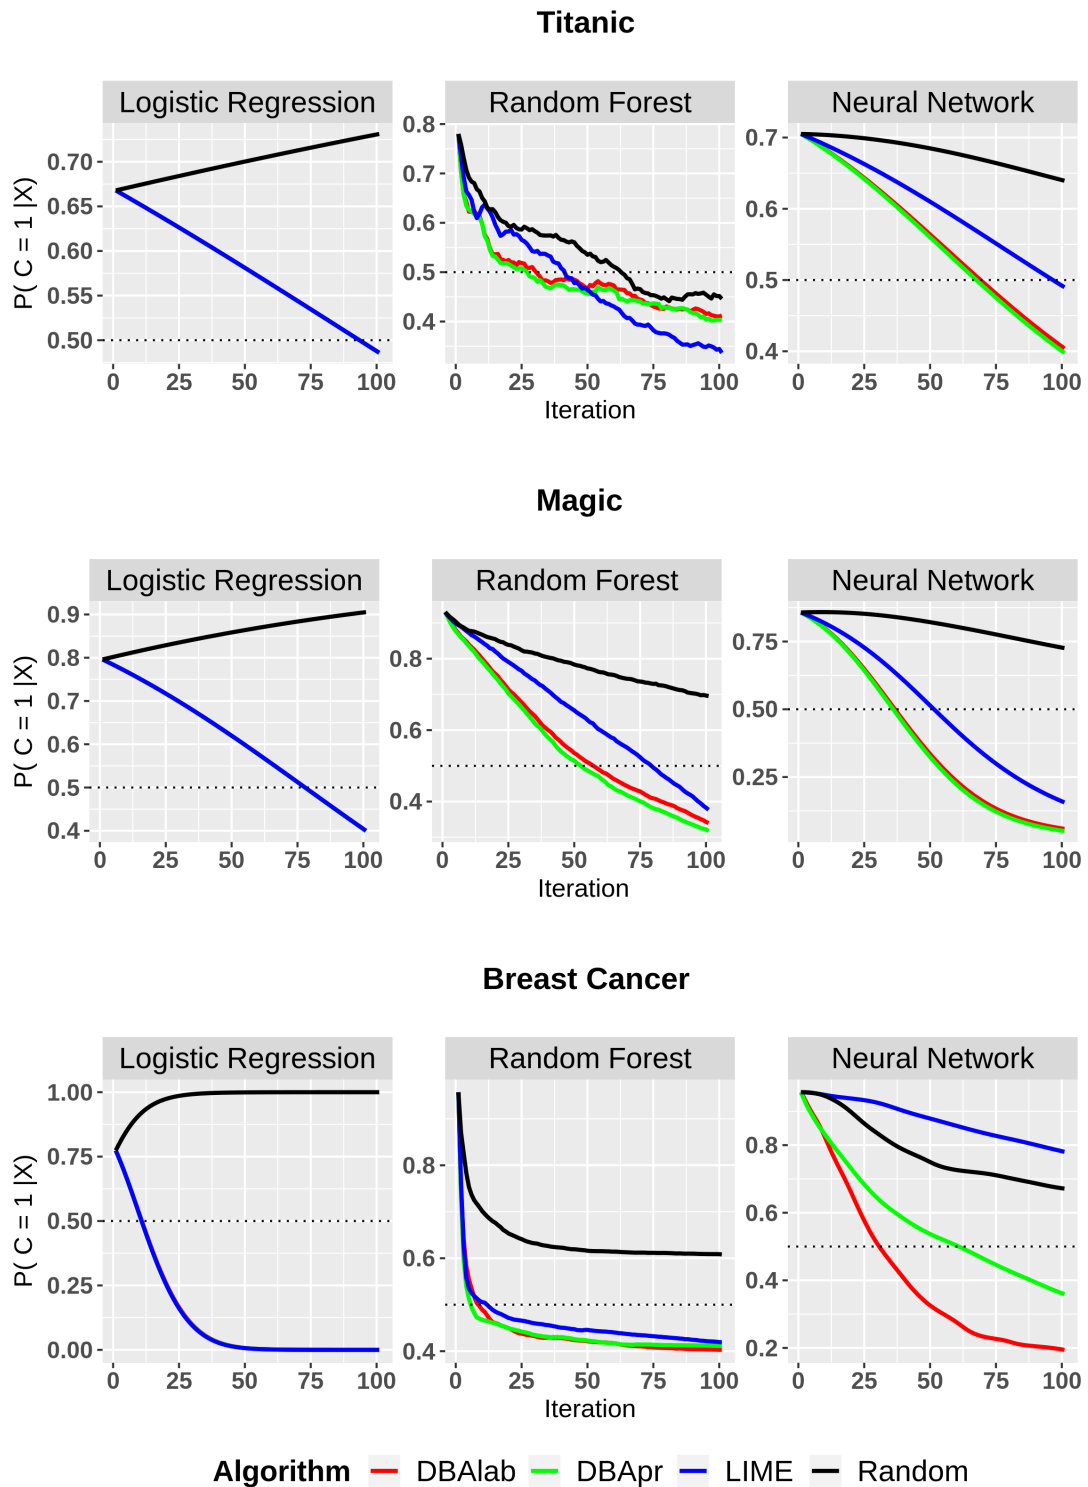 Titanic
Logistic Regression Random Forest Neural Network
P( C = 1 |X)
0.70
0.65
0.60
0.55
0.50
0 25 50 75 100
0.8
0.7
0.6
0.5
0.4
0 25 50 75 100
0.7
0.6
0.5
0.4
0 25 50 75 100
Iteration
Magic
Logistic Regression Random Forest Neural Network
P( C = 1 |X)
0.9
0.8
0.7
0.6
0.5
0.4
0 25 50 75 100
0.8
0.6
0.4
0 25 50 75 100
0.75
0.50
0.25
0 25 50 75 100
Iteration
Breast Cancer
Logistic Regression Random Forest Neural Network
P( C = 1 |X)
1.00
0.75
0.50
0.25
0.00
0 25 50 75 100
0.8
0.6
0.4
0 25 50 75 100
0.8
0.6
0.4
0.2
0 25 50 75 100
Iteration
Algorithm DBAlab DBApr LIME Random